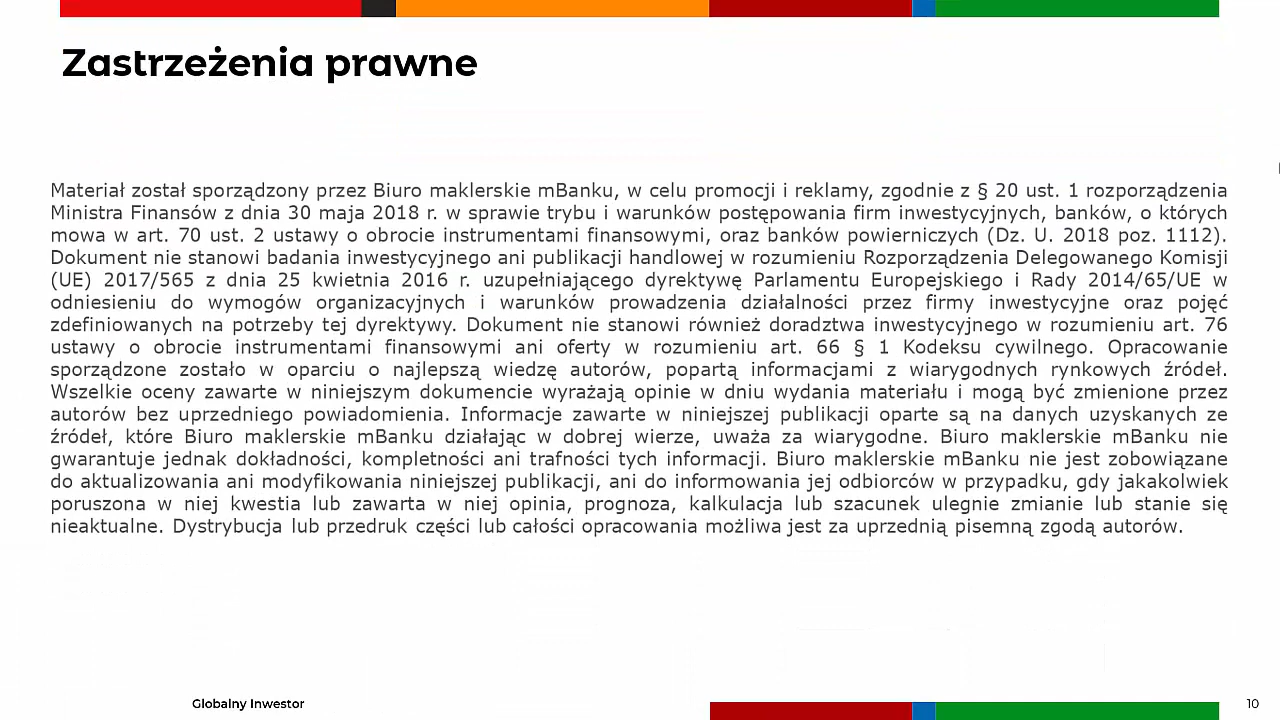 Zastrzeżenia prawne
Materiał został sporządzony przez Biuro maklerskie mBanku, w celu promocji i reklamy, zgodnie z § 20 ust. 1 rozporządzenia
Ministra Finansów z dnia 30 maja 2018 r. w sprawie trybu i warunków postępowania firm inwestycyjnych, banków, o których
mowa w art. 70 ust. 2 ustawy o obrocie instrumentami finansowymi, oraz banków powierniczych (Dz. U. 2018 poz. 1112).
Dokument nie stanowi badania inwestycyjnego ani publikacji handlowej w rozumieniu Rozporządzenia Delegowanego Komisji
(UE) 2017/565 z dnia 25 kwietnia 2016 r. uzupełniającego dyrektywę Parlamentu Europejskiego i Rady 2014/65/UE w
odniesieniu do wymogów organizacyjnych i warunków prowadzenia działalności przez firmy inwestycyjne oraz pojęć
zdefiniowanych na potrzeby tej dyrektywy. Dokument nie stanowi również doradztwa inwestycyjnego w rozumieniu art. 76
ustawy o obrocie instrumentami finansowymi ani oferty w rozumieniu art. 66 § 1 Kodeksu cywilnego. Opracowanie
sporządzone zostało w oparciu o najlepszą wiedzę autorów, popartą informacjami z wiarygodnych rynkowych źródeł.
Wszelkie oceny zawarte w niniejszym dokumencie wyrażają opinie w dniu wydania materiału i mogą być zmienione przez
autorów bez uprzedniego powiadomienia. Informacje zawarte w niniejszej publikacji oparte są na danych uzyskanych ze
źródeł, które Biuro maklerskie mBanku działając w dobrej wierze, uważa za wiarygodne. Biuro maklerskie mBanku nie
gwarantuje jednak dokładności, kompletności ani trafności tych informacji. Biuro maklerskie mBanku nie jest zobowiązane
do aktualizowania ani modyfikowania niniejszej publikacji, ani do informowania jej odbiorców w przypadku, gdy jakakolwiek
poruszona w niej kwestia lub zawarta w niej opinia, prognoza, kalkulacja lub szacunek ulegnie zmianie lub stanie się
nieaktualne. Dystrybucja lub przedruk części lub całości opracowania możliwa jest za uprzednią pisemną zgodą autorów.
Globalny Inwestor
10